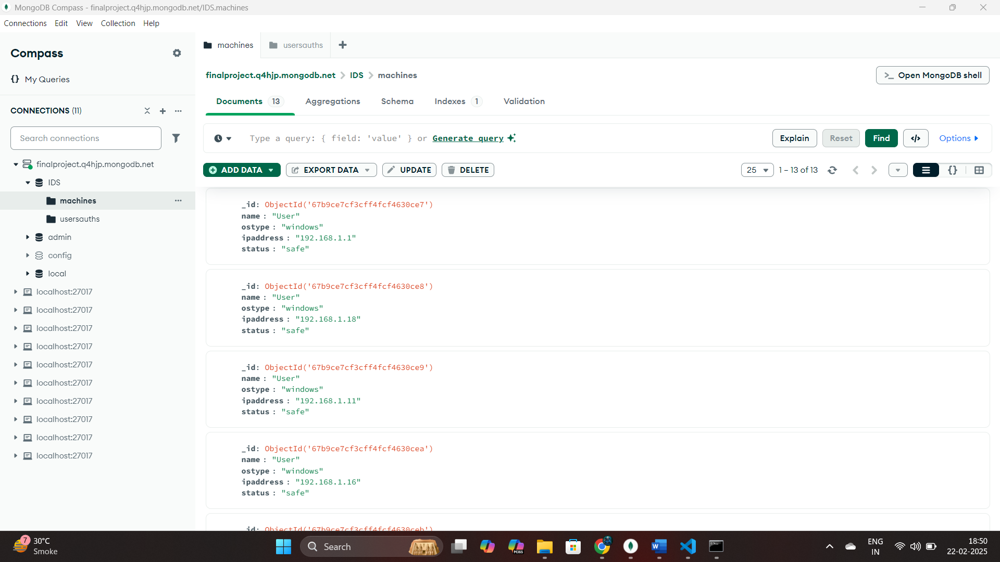 MongoDB Compass - finalproject.q4hjp.mongodb.net/IDS.machines
Connections Edit View Collection Help
Compass
{} My Queries
CONNECTIONS (11)
Search connections
finalproject.q4hjp.mongodb.net
IDS
machines
usersauths
admin
config
local
localhost:27017
localhost:27017
localhost:27017
localhost:27017
localhost:27017
localhost:27017
localhost:27017
localhost:27017
localhost:27017
localhost:27017
machines usersauths
finalproject.q4hjp.mongodb.net > IDS > machines
>_ Open MongoDB shell
Documents 13 Aggregations Schema Indexes 1 Validation
Type a query: { field: 'value' } or Generate query
Explain Reset Find </> Options
ADD DATA EXPORT DATA UPDATE DELETE
25 1 – 13 of 13 {}
_id: ObjectId('67b9ce7cf3cff4fcf4630ce7')
name : "User"
ostype : "windows"
ipaddress : "192.168.1.1"
status : "safe"
_id: ObjectId('67b9ce7cf3cff4fcf4630ce8')
name : "User"
ostype : "windows"
ipaddress : "192.168.1.18"
status : "safe"
_id: ObjectId('67b9ce7cf3cff4fcf4630ce9')
name : "User"
ostype : "windows"
ipaddress : "192.168.1.11"
status : "safe"
_id: ObjectId('67b9ce7cf3cff4fcf4630cea')
name : "User"
ostype : "windows"
ipaddress : "192.168.1.16"
status : "safe"
_id: ObjectId('67b9ce7cf3cff4fcf4630ceb')
7
30°C
Smoke
Search
M365
ENG
IN
18:50
22-02-2025